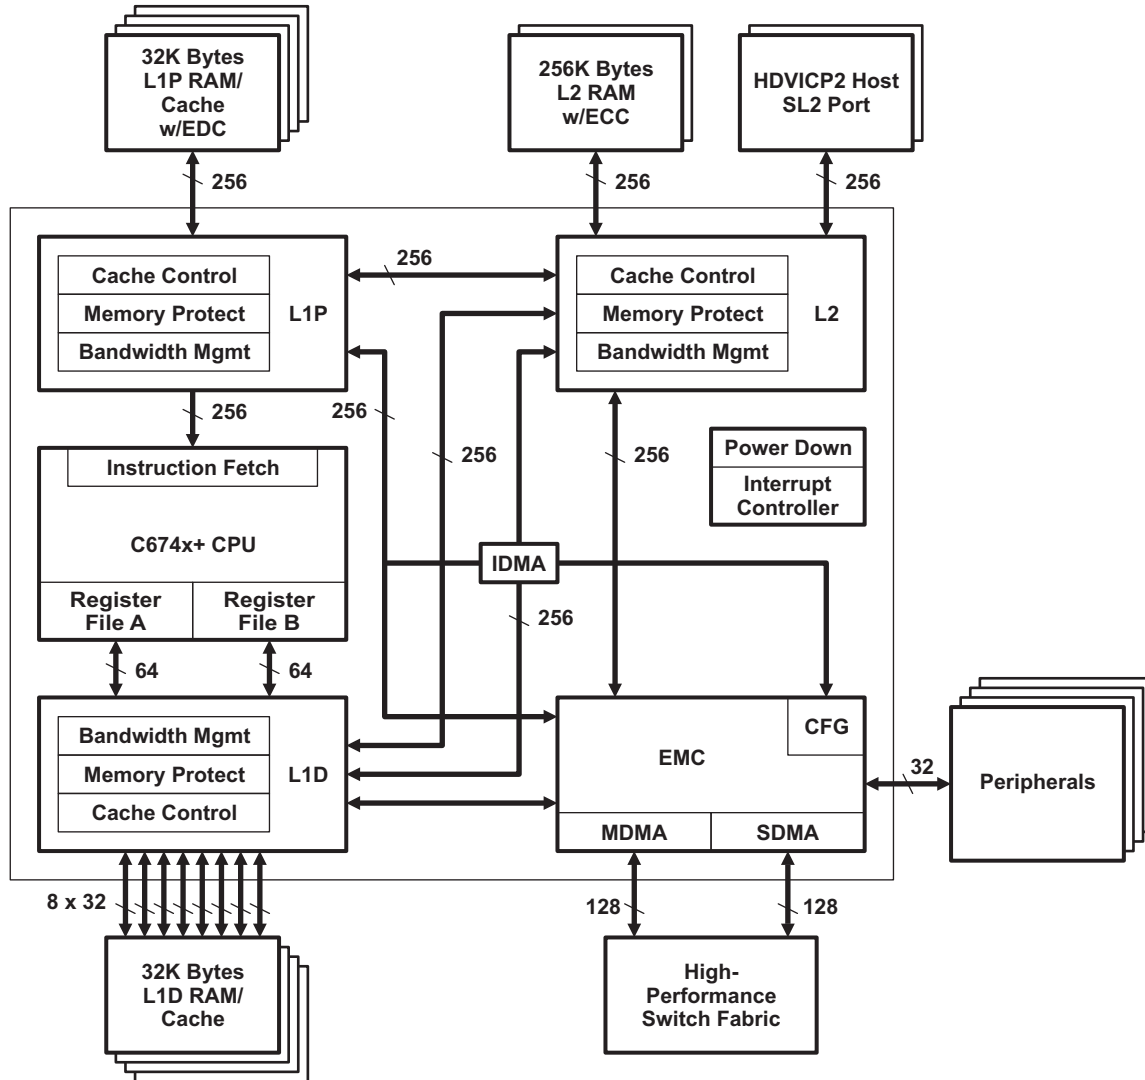 32K Bytes
L1P RAM/
Cache
w/EDC
256K Bytes
L2 RAM
w/ECC
HDVICP2 Host
SL2 Port
256
256
256
Cache Control
Memory Protect
Bandwidth Mgmt
L1P
256
Cache Control
Memory Protect
Bandwidth Mgmt
L2
256
256
256
256
Instruction Fetch
C674x+ CPU
Register
File A
Register
File B
Power Down
Interrupt
Controller
IDMA
256
64
64
Bandwidth Mgmt
Memory Protect
Cache Control
L1D
CFG
EMC
MDMA
SDMA
32
Peripherals
8 x 32
128
128
32K Bytes
L1D RAM/
Cache
High-
Performance
Switch Fabric